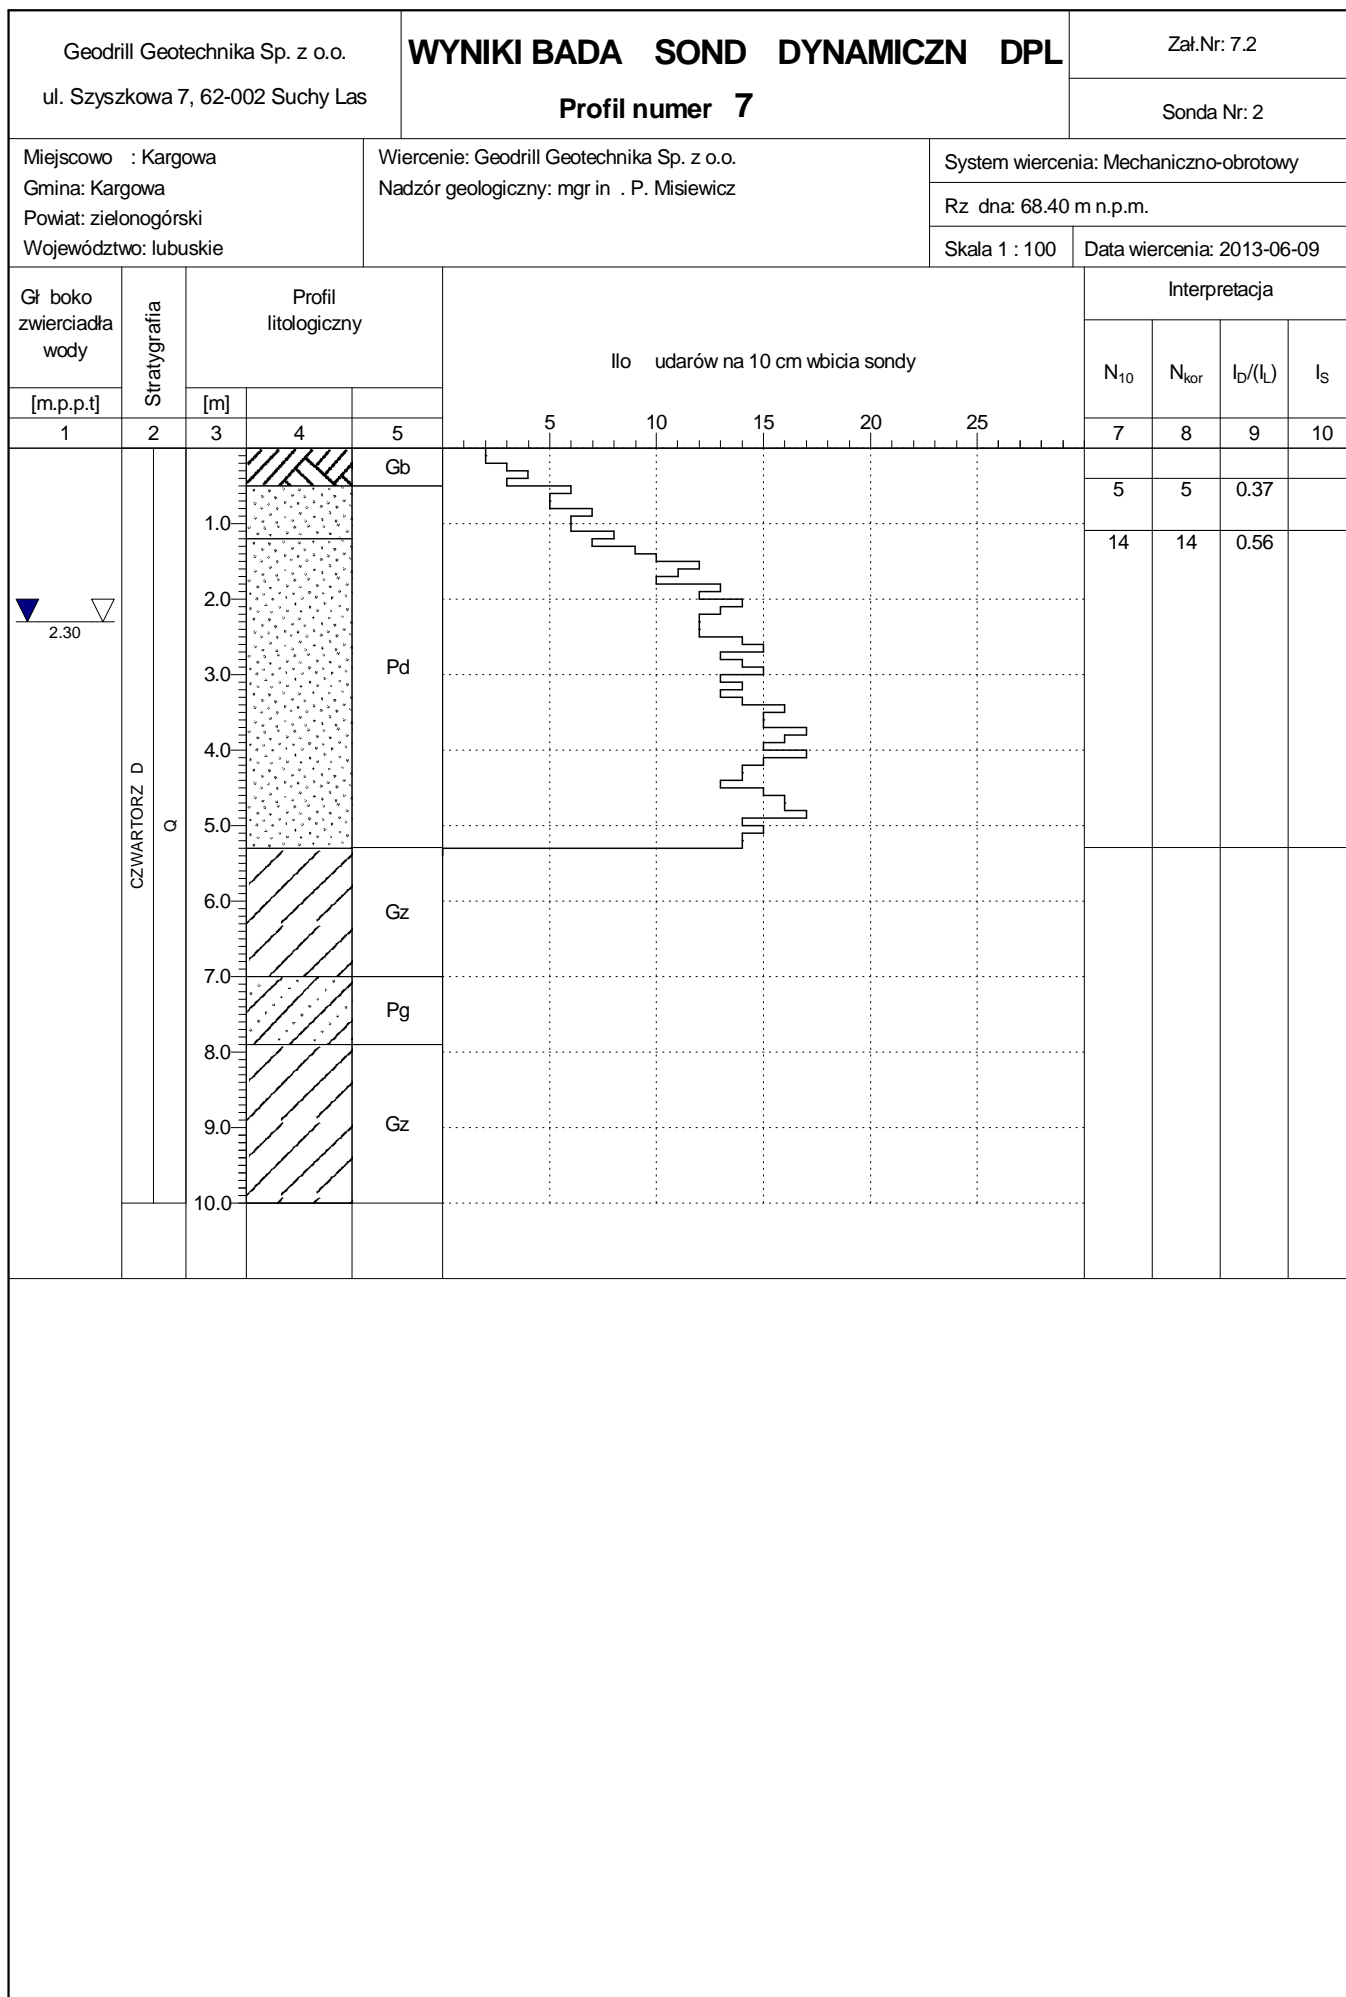 Geodrill Geotechnika Sp. z o.o.
ul. Szyszkowa 7, 62-002 Suchy Las
WYNIKI BADA SOND DYNAMICZN DPL
Profil numer 7
Zał.Nr: 7.2
Sonda Nr: 2
Miejscowo : Kargowa
Gmina: Kargowa
Powiat: zielonogórski
Województwo: lubuskie
Wiercenie: Geodrill Geotechnika Sp. z o.o.
Nadzór geologiczny: mgr in . P. Misiewicz
System wiercenia: Mechaniczno-obrotowy
Rz dna: 68.40 m n.p.m.
Skala 1 : 100
Data wiercenia: 2013-06-09
Gł boko
zwierciadła
wody
[m.p.p.t]
Stratygrafia
Profil
litologiczny
[m]
Ilo udarów na 10 cm wbicia sondy
5 10 15 20 25
Interpretacja
N10 Nkor ID/(IL) IS
1 2 3 4 5 7 8 9 10
Gb
5 5 0.37
1.0
14 14 0.56
2.0
2.30
Pd
3.0
4.0
CZWARTORZ D
Q
5.0
6.0
Gz
7.0
Pg
8.0
9.0
Gz
10.0